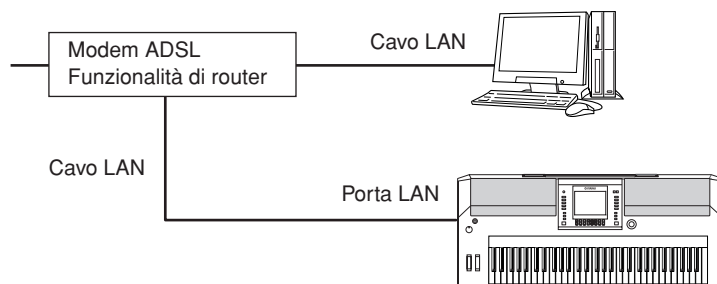 Modem ADSL
Funzionalità di router
Cavo LAN
Cavo LAN
Porta LAN